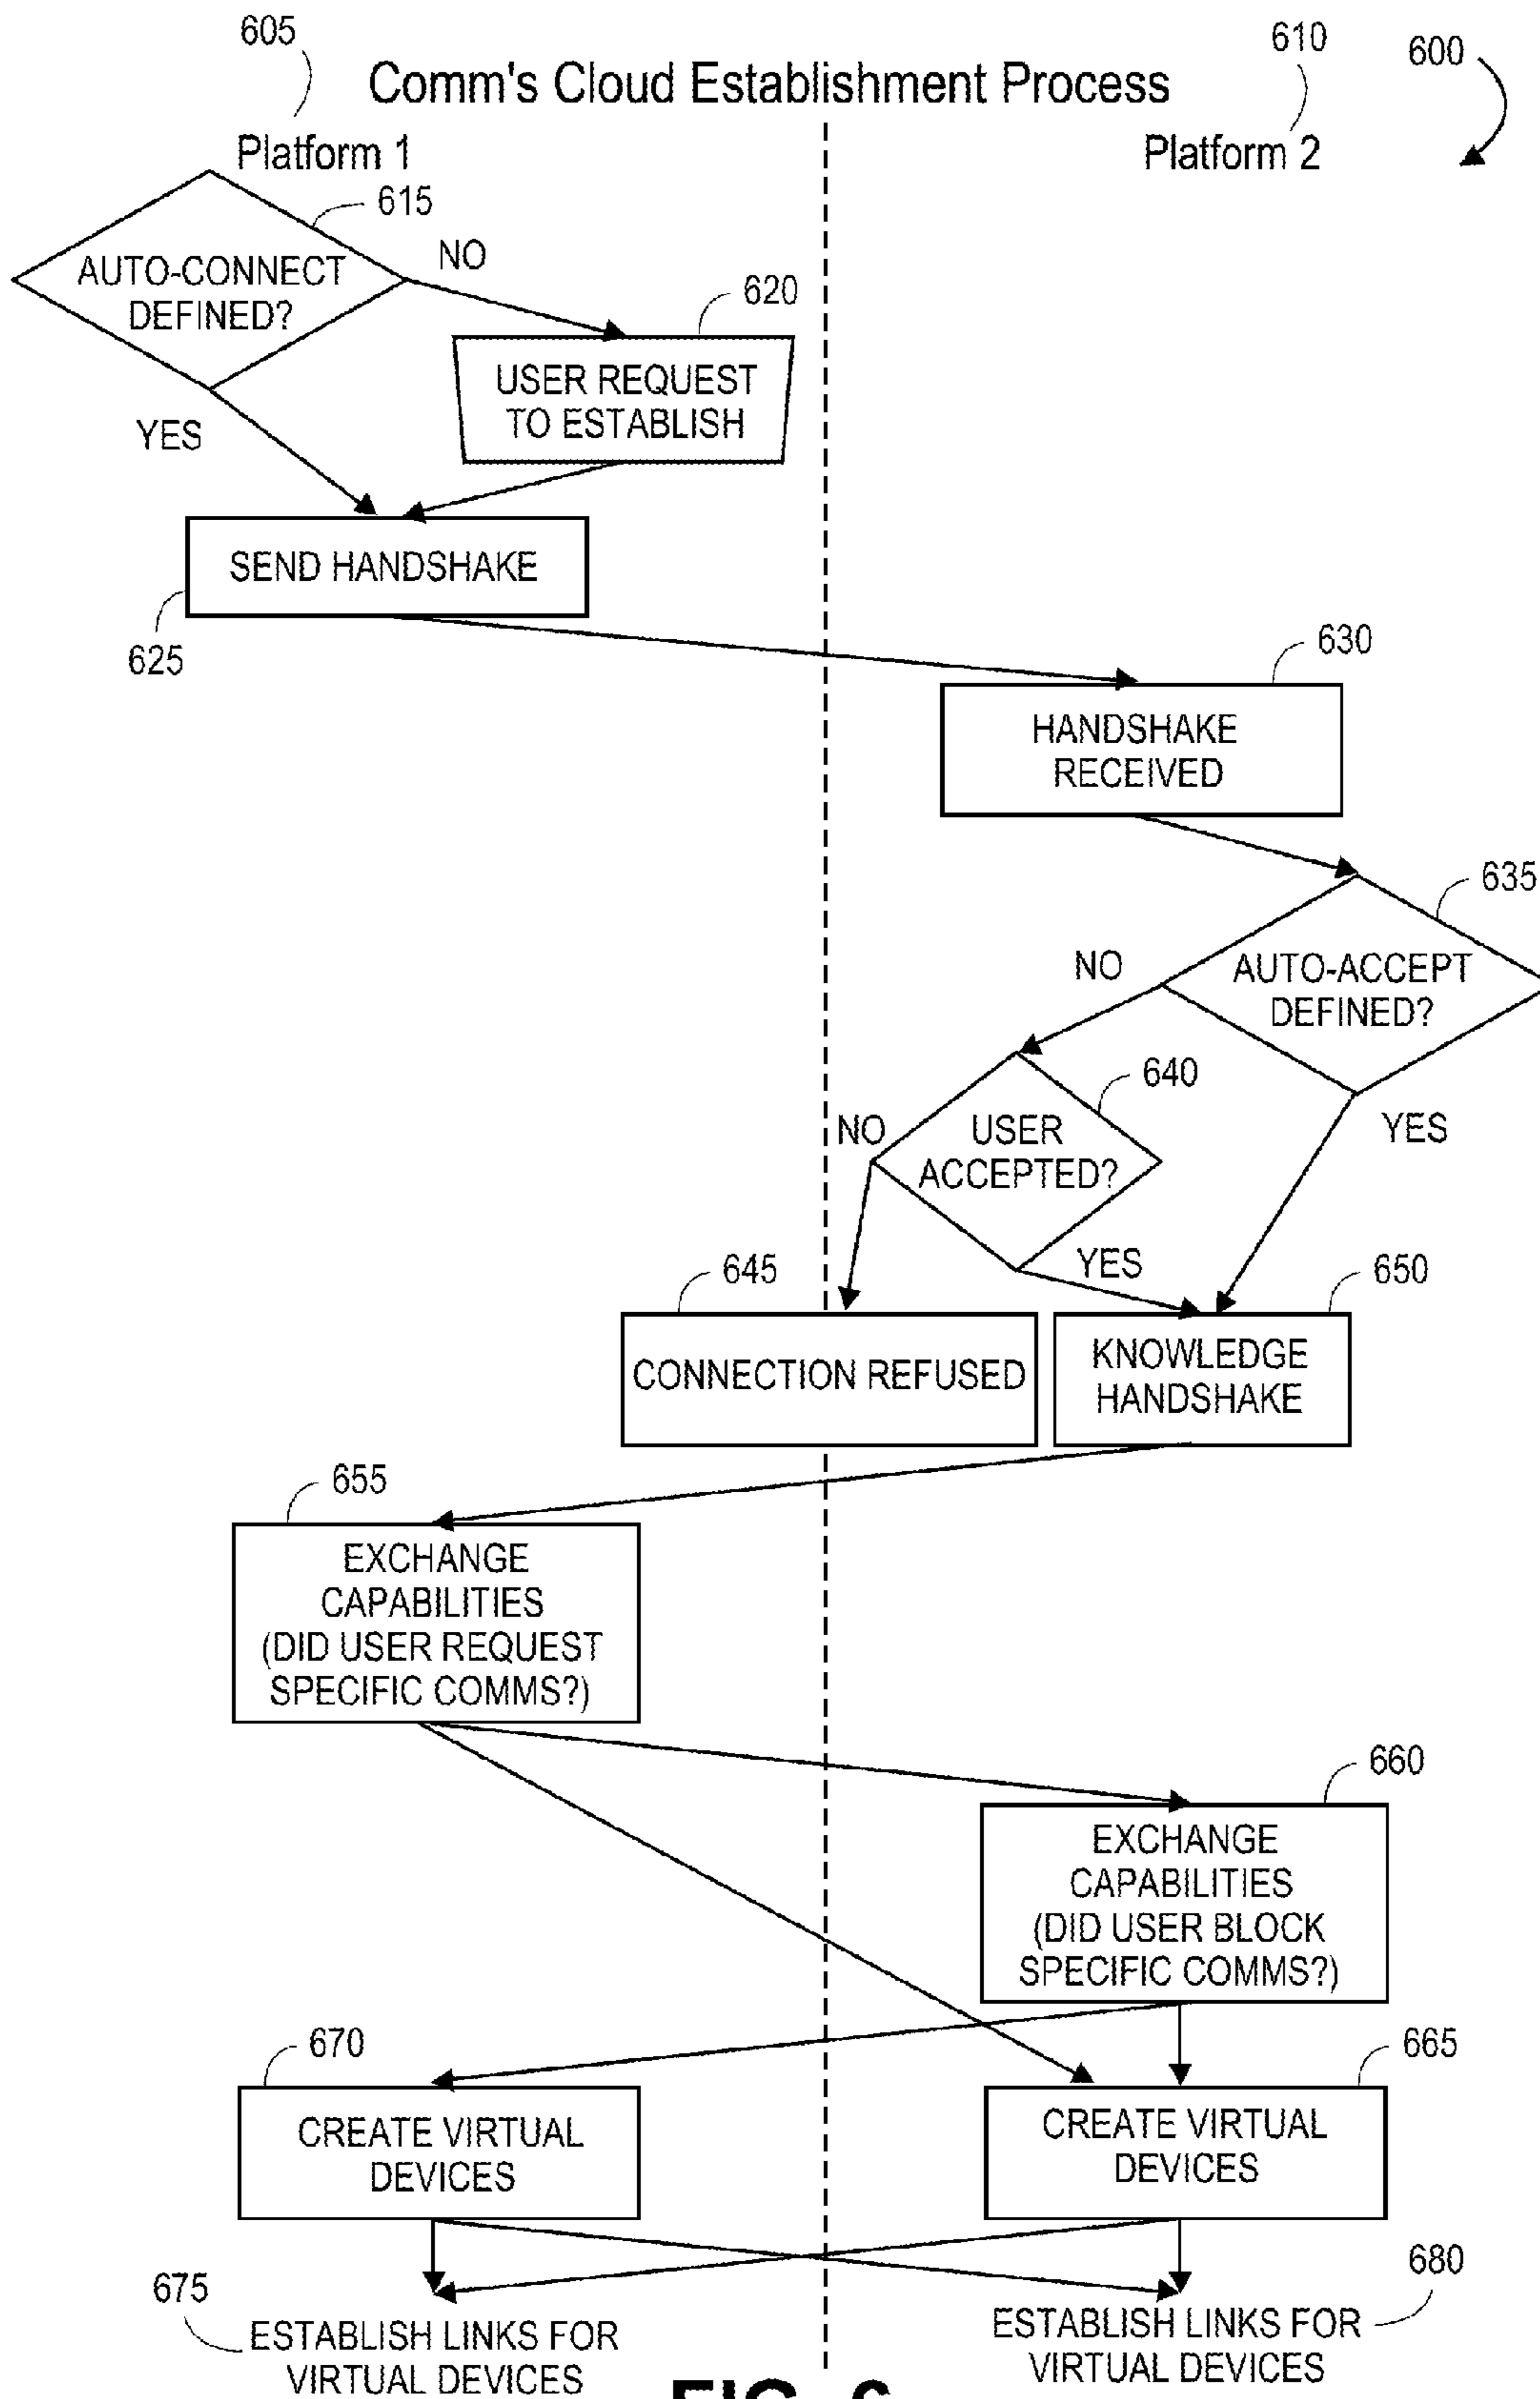 605
610
600
Comm's Cloud Establishment Process
Platform 1
Platform 2
615
AUTO-CONNECT
DEFINED?
NO
YES
620
USER REQUEST
TO ESTABLISH
SEND HANDSHAKE
625
630
HANDSHAKE
RECEIVED
635
AUTO-ACCEPT
DEFINED?
NO
YES
640
USER
ACCEPTED?
NO
YES
645
CONNECTION REFUSED
650
KNOWLEDGE
HANDSHAKE
655
EXCHANGE
CAPABILITIES
(DID USER REQUEST
SPECIFIC COMMS?)
660
EXCHANGE
CAPABILITIES
(DID USER BLOCK
SPECIFIC COMMS?)
670
CREATE VIRTUAL
DEVICES
665
CREATE VIRTUAL
DEVICES
675
ESTABLISH LINKS FOR
VIRTUAL DEVICES
680
ESTABLISH LINKS FOR
VIRTUAL DEVICES
FIG. 6